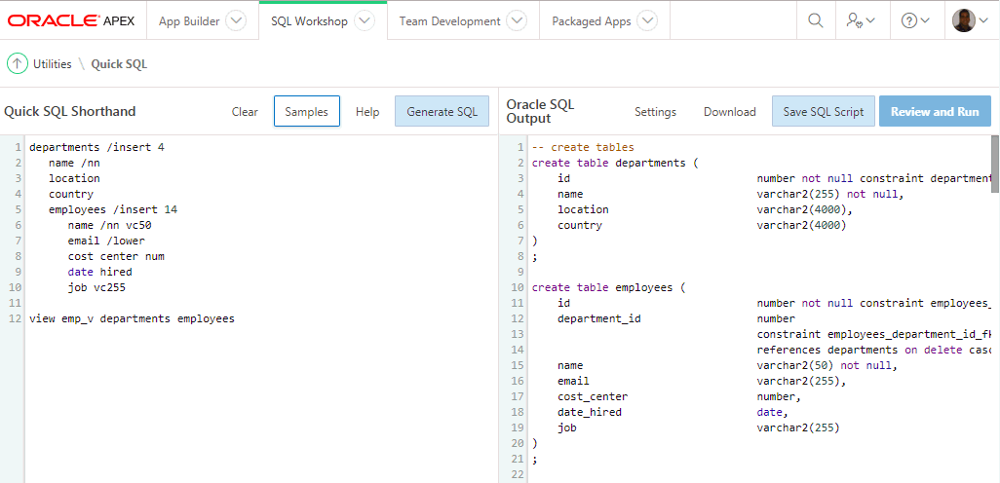 ORACLE APEX App Builder SQL Workshop Team Development Packaged Apps
Utilities \ Quick SQL
Quick SQL Shorthand Clear Samples Help Generate SQL
1 departments /insert 4
2 name /nn
3 location
4 country
5 employees /insert 14
6 name /nn vc50
7 email /lower
8 cost center num
9 date hired
10 job vc255
11
12 view emp_v departments employees
Oracle SQL
Output
Settings Download Save SQL Script Review and Run
1 -- create tables
2 create table departments (
3 id number not null constraint department
4 name varchar2(255) not null,
5 location varchar2(4000),
6 country varchar2(4000)
7 )
8 ;
9
10 create table employees (
11 id number not null constraint employees_
12 department_id number
13 constraint employees_department_id_f
14 references departments on delete casc
15 name varchar2(50) not null,
16 email varchar2(255),
17 cost_center number,
18 date_hired date,
19 job varchar2(255)
20 )
21 ;
22